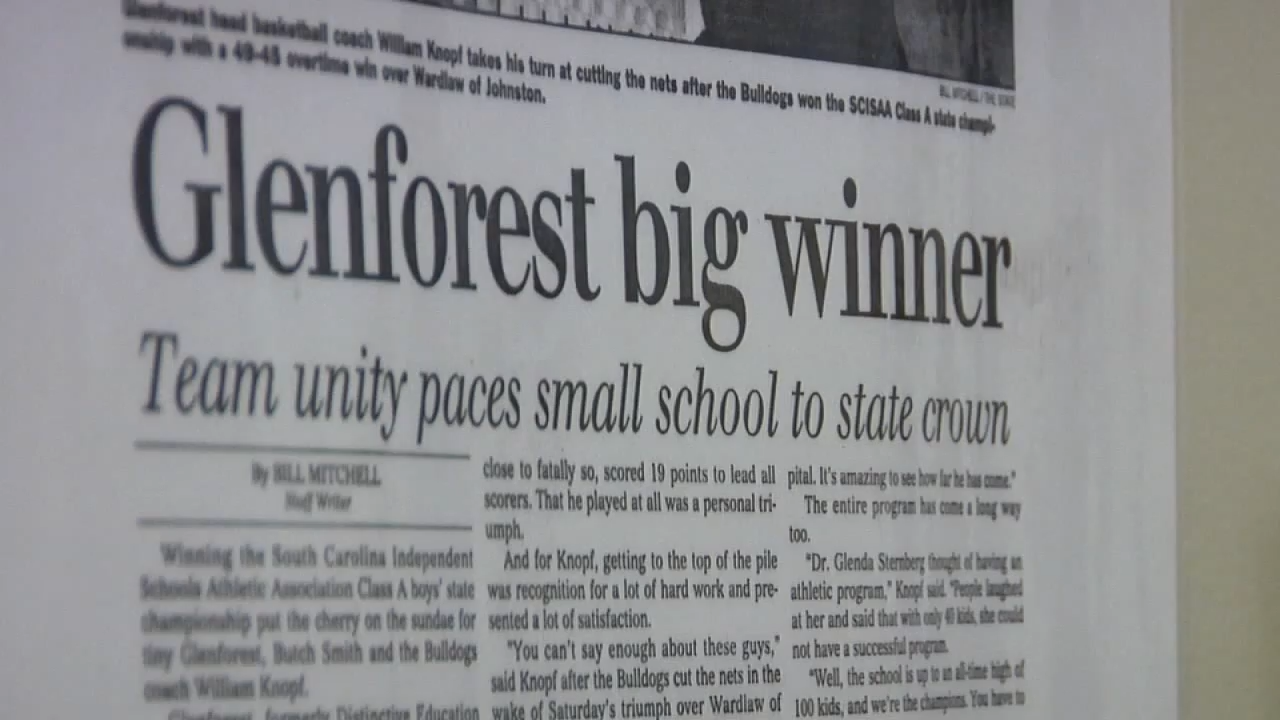 Glenforest head basketball coach William Knopf takes his turn at cutting the nets after the Bulldogs won the SCISAA Class A state champi-
onship with a 49-45 overtime win over Wardlaw of Johnston.
BILL MITCHELL/THE STATE
Glenforest big winner
Team unity paces small school to state crown
By BILL MITCHELL
Staff Writer
Winning the South Carolina Independent
Schools Athletic Association Class A boys' state
championship put the cherry on the sundae for
tiny Glenforest, Butch Smith and the Bulldogs
coach William Knopf.
Glenforest, formerly Distinctive Education
close to fatally so, scored 19 points to lead all
scorers. That he played at all was a personal tri-
umph.
And for Knopf, getting to the top of the pile
was recognition for a lot of hard work and pre-
sented a lot of satisfaction.
"You can't say enough about these guys,"
said Knopf after the Bulldogs cut the nets in the
wake of Saturday's triumph over Wardlaw of
pital. It's amazing to see how far he has come."
The entire program has come a long way
too.
"Dr. Glenda Sternberg thought of having an
athletic program," Knopf said. "People laughed
at her and said that with only 40 kids, she could
not have a successful program.
"Well, the school is up to an all-time high of
100 kids, and we're the champions. You have to